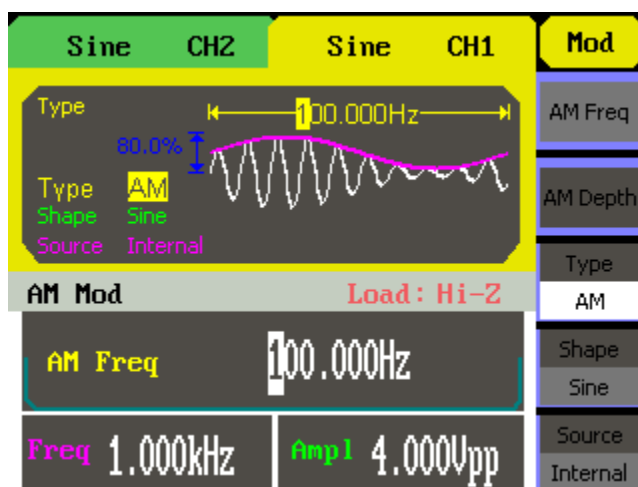 Sine CH2 Sine CH1 Mod
Type 100.000Hz
80.0%
Type AM
Shape Sine
Source Internal
AM Mod Load: Hi-Z
AM Freq 100.000Hz
Freq 1.000kHz Ampl 4.000Vpp
AM Freq
AM Depth
Type
AM
Shape
Sine
Source
Internal